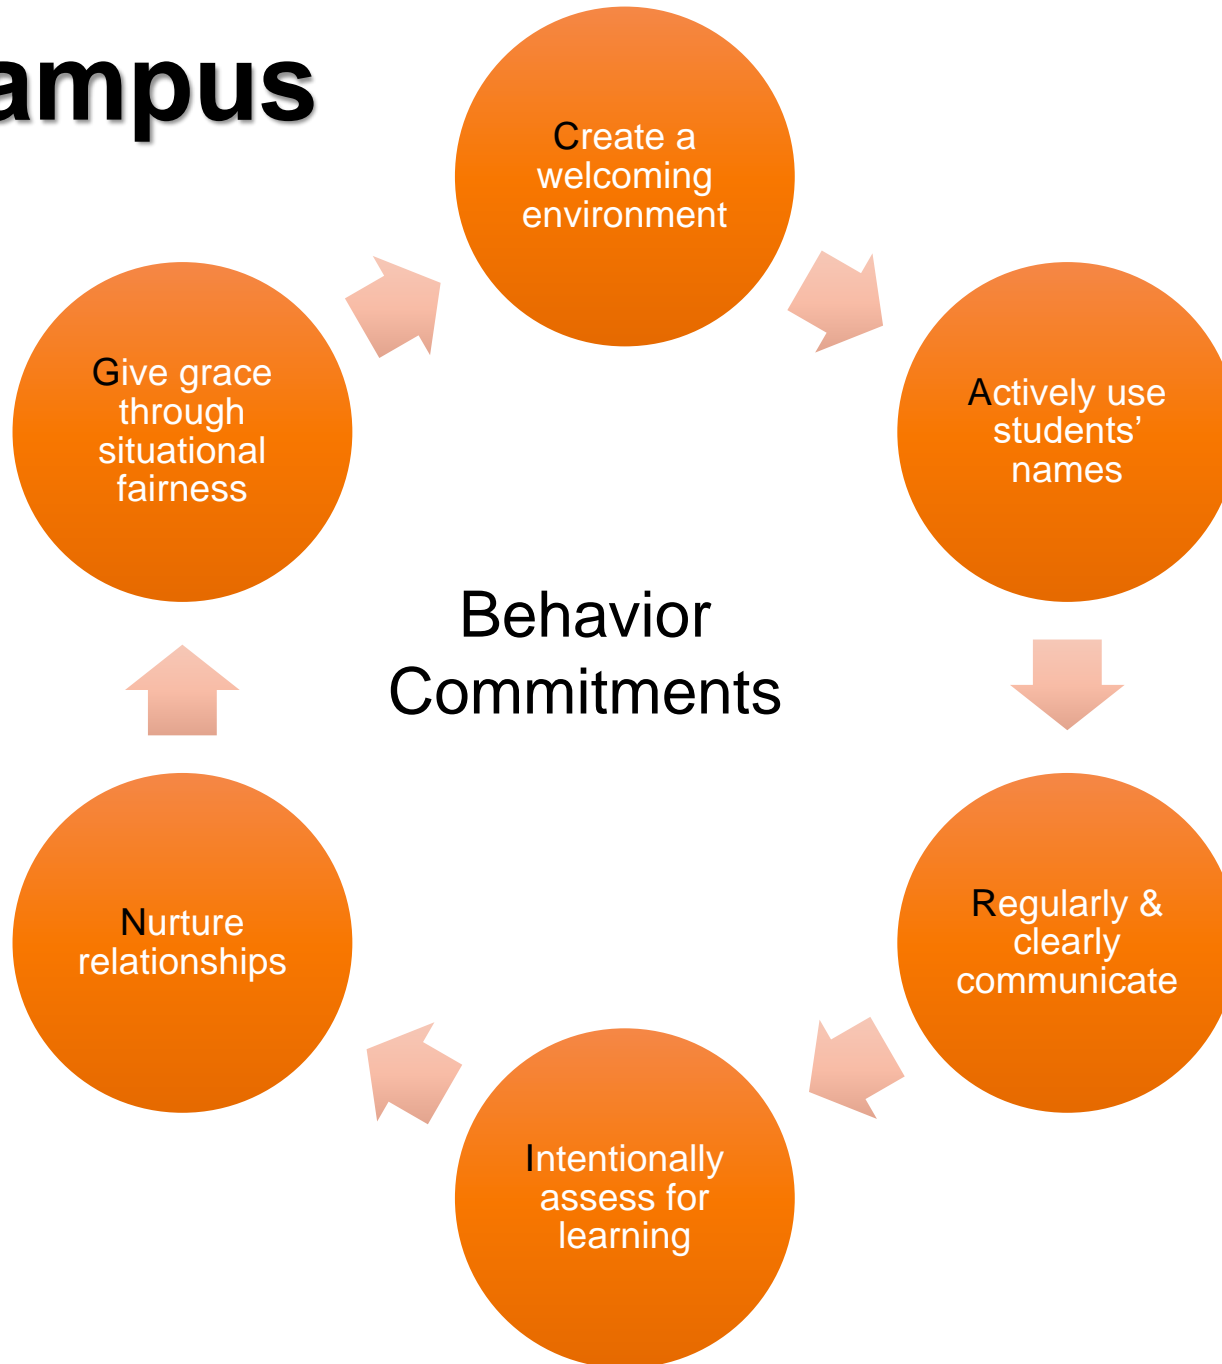 ampus
Create a
welcoming
environment
Actively use
students’
names
Regularly &
clearly
communicate
Intentionally
assess for
learning
Nurture
relationships
Give grace
through
situational
fairness
Behavior
Commitments